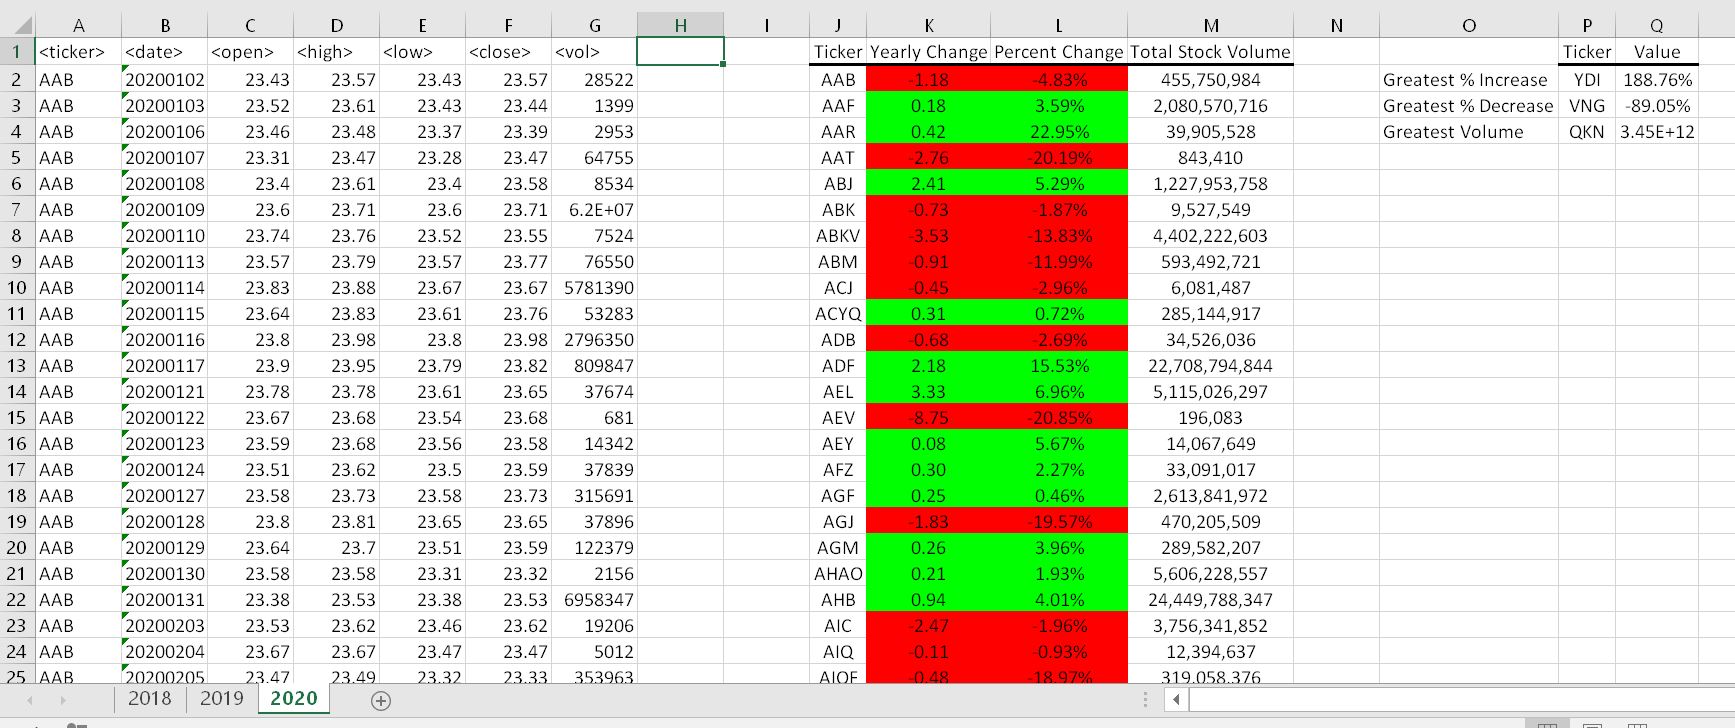 A B C D E F G H I J K L M N O P Q
1 <ticker> <date> <open> <high> <low> <close> <vol> Ticker Yearly Change Percent Change Total Stock Volume Ticker Value
2 AAB 20200102 23.43 23.57 23.43 23.57 28522 AAB -1.18 -4.83% 455,750,984 Greatest % Increase YDI 188.76%
3 AAB 20200103 23.52 23.61 23.43 23.44 1399 AAF 0.18 3.59% 2,080,570,716 Greatest % Decrease VNG -89.05%
4 AAB 20200106 23.46 23.48 23.37 23.39 2953 AAR 0.42 22.95% 39,905,528 Greatest Volume QKN 3.45E+12
5 AAB 20200107 23.31 23.47 23.28 23.47 64755 AAT -2.76 -20.19% 843,410
6 AAB 20200108 23.4 23.61 23.4 23.58 8534 ABJ 2.41 5.29% 1,227,953,758
7 AAB 20200109 23.6 23.71 23.6 23.71 6.2E+07 ABK -0.73 -1.87% 9,527,549
8 AAB 20200110 23.74 23.76 23.52 23.55 7524 ABKV -3.53 -13.83% 4,402,222,603
9 AAB 20200113 23.57 23.79 23.57 23.77 76550 ABM -0.91 -11.99% 593,492,721
10 AAB 20200114 23.83 23.88 23.67 23.67 5781390 ACJ -0.45 -2.96% 6,081,487
11 AAB 20200115 23.64 23.83 23.61 23.76 53283 ACYQ 0.31 0.72% 285,144,917
12 AAB 20200116 23.8 23.98 23.8 23.98 2796350 ADB -0.68 -2.69% 34,526,036
13 AAB 20200117 23.9 23.95 23.79 23.82 809847 ADF 2.18 15.53% 22,708,794,844
14 AAB 20200121 23.78 23.78 23.61 23.65 37674 AEL 3.33 6.96% 5,115,026,297
15 AAB 20200122 23.67 23.68 23.54 23.68 681 AEV -8.75 -20.85% 196,083
16 AAB 20200123 23.59 23.68 23.56 23.58 14342 AEY 0.08 5.67% 14,067,649
17 AAB 20200124 23.51 23.62 23.5 23.59 37839 AFZ 0.30 2.27% 33,091,017
18 AAB 20200127 23.58 23.73 23.58 23.73 315691 AGF 0.25 0.46% 2,613,841,972
19 AAB 20200128 23.8 23.81 23.65 23.65 37896 AGJ -1.83 -19.57% 470,205,509
20 AAB 20200129 23.64 23.7 23.51 23.59 122379 AGM 0.26 3.96% 289,582,207
21 AAB 20200130 23.58 23.58 23.31 23.32 2156 AHAO 0.21 1.93% 5,606,228,557
22 AAB 20200131 23.38 23.53 23.38 23.53 6958347 AHB 0.94 4.01% 24,449,788,347
23 AAB 20200203 23.53 23.62 23.46 23.62 19206 AIC -2.47 -1.96% 3,756,341,852
24 AAB 20200204 23.67 23.67 23.47 23.47 5012 AIQ -0.11 -0.93% 12,394,637
25 AAB 20200205 23.47 23.49 23.32 23.33 353963 -0.48 -18.97% 319,058,376
2018 2019 2020